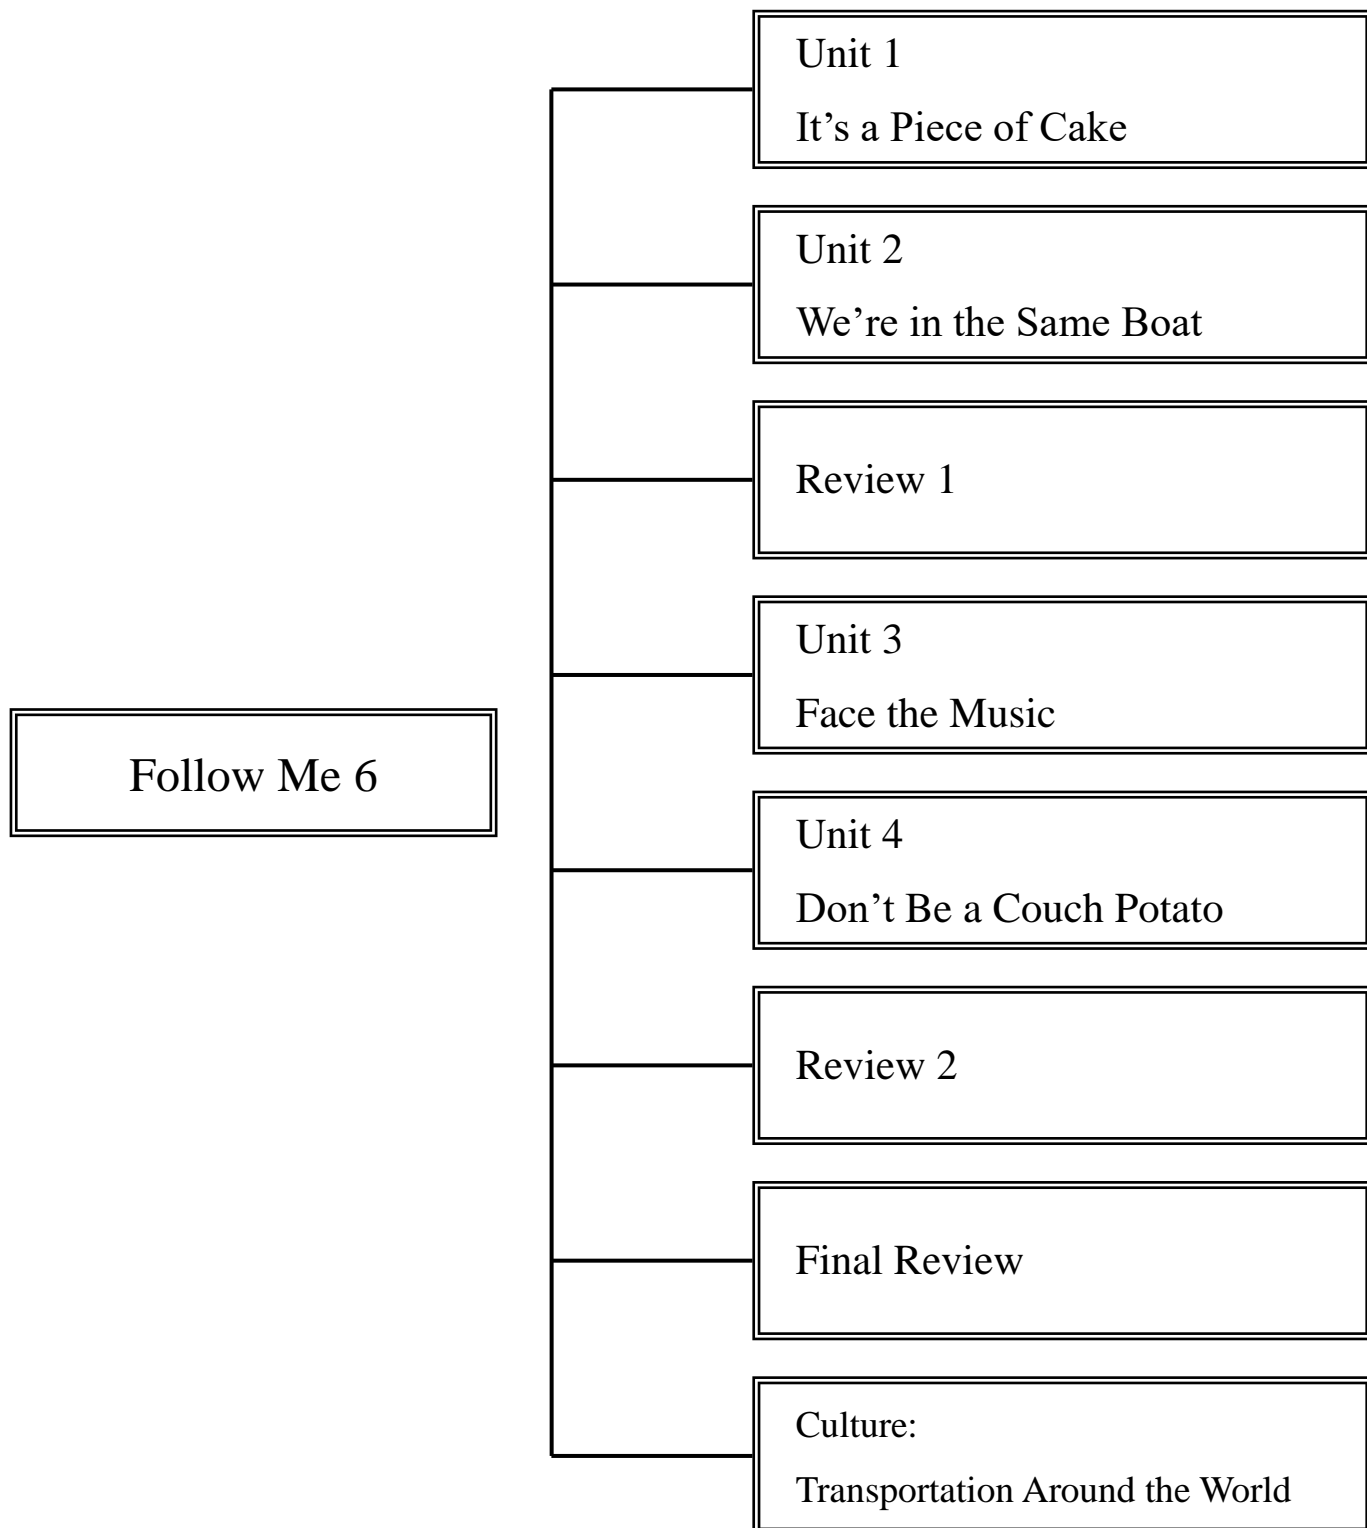 Follow Me 6
Unit 1
It’s a Piece of Cake
Unit 2
We’re in the Same Boat
Review 1
Unit 3
Face the Music
Unit 4
Don’t Be a Couch Potato
Review 2
Final Review
Culture:
Transportation Around the World